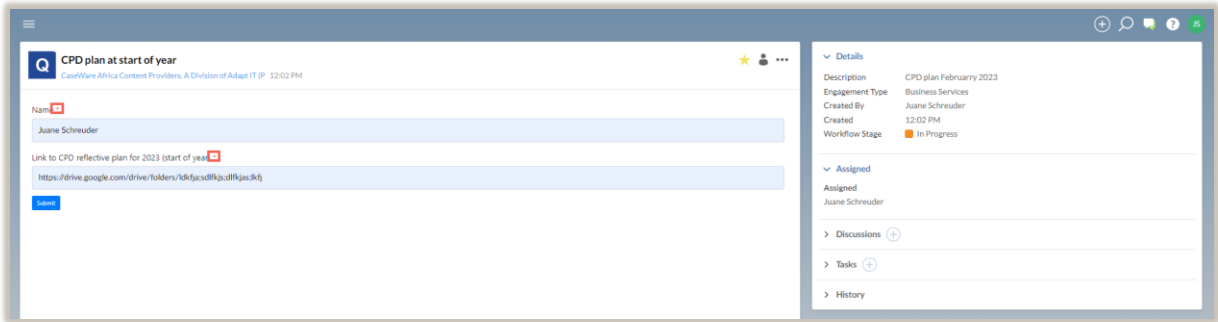 JS
Q
CPD plan at start of year
CaseWare Africa Content Providers, A Division of Adapt IT (P 12:02 PM
Name *
Juane Schreuder
Link to CPD reflective plan for 2023 (start of year *
https://drive.google.com/drive/folders/ldkfja;sdlfkjs;dlfkjas;lkfj
Submit
Details
Description CPD plan Februarry 2023
Engagement Type Business Services
Created By Juane Schreuder
Created 12:02 PM
Workflow Stage In Progress
Assigned
Assigned
Juane Schreuder
Discussions
Tasks
History